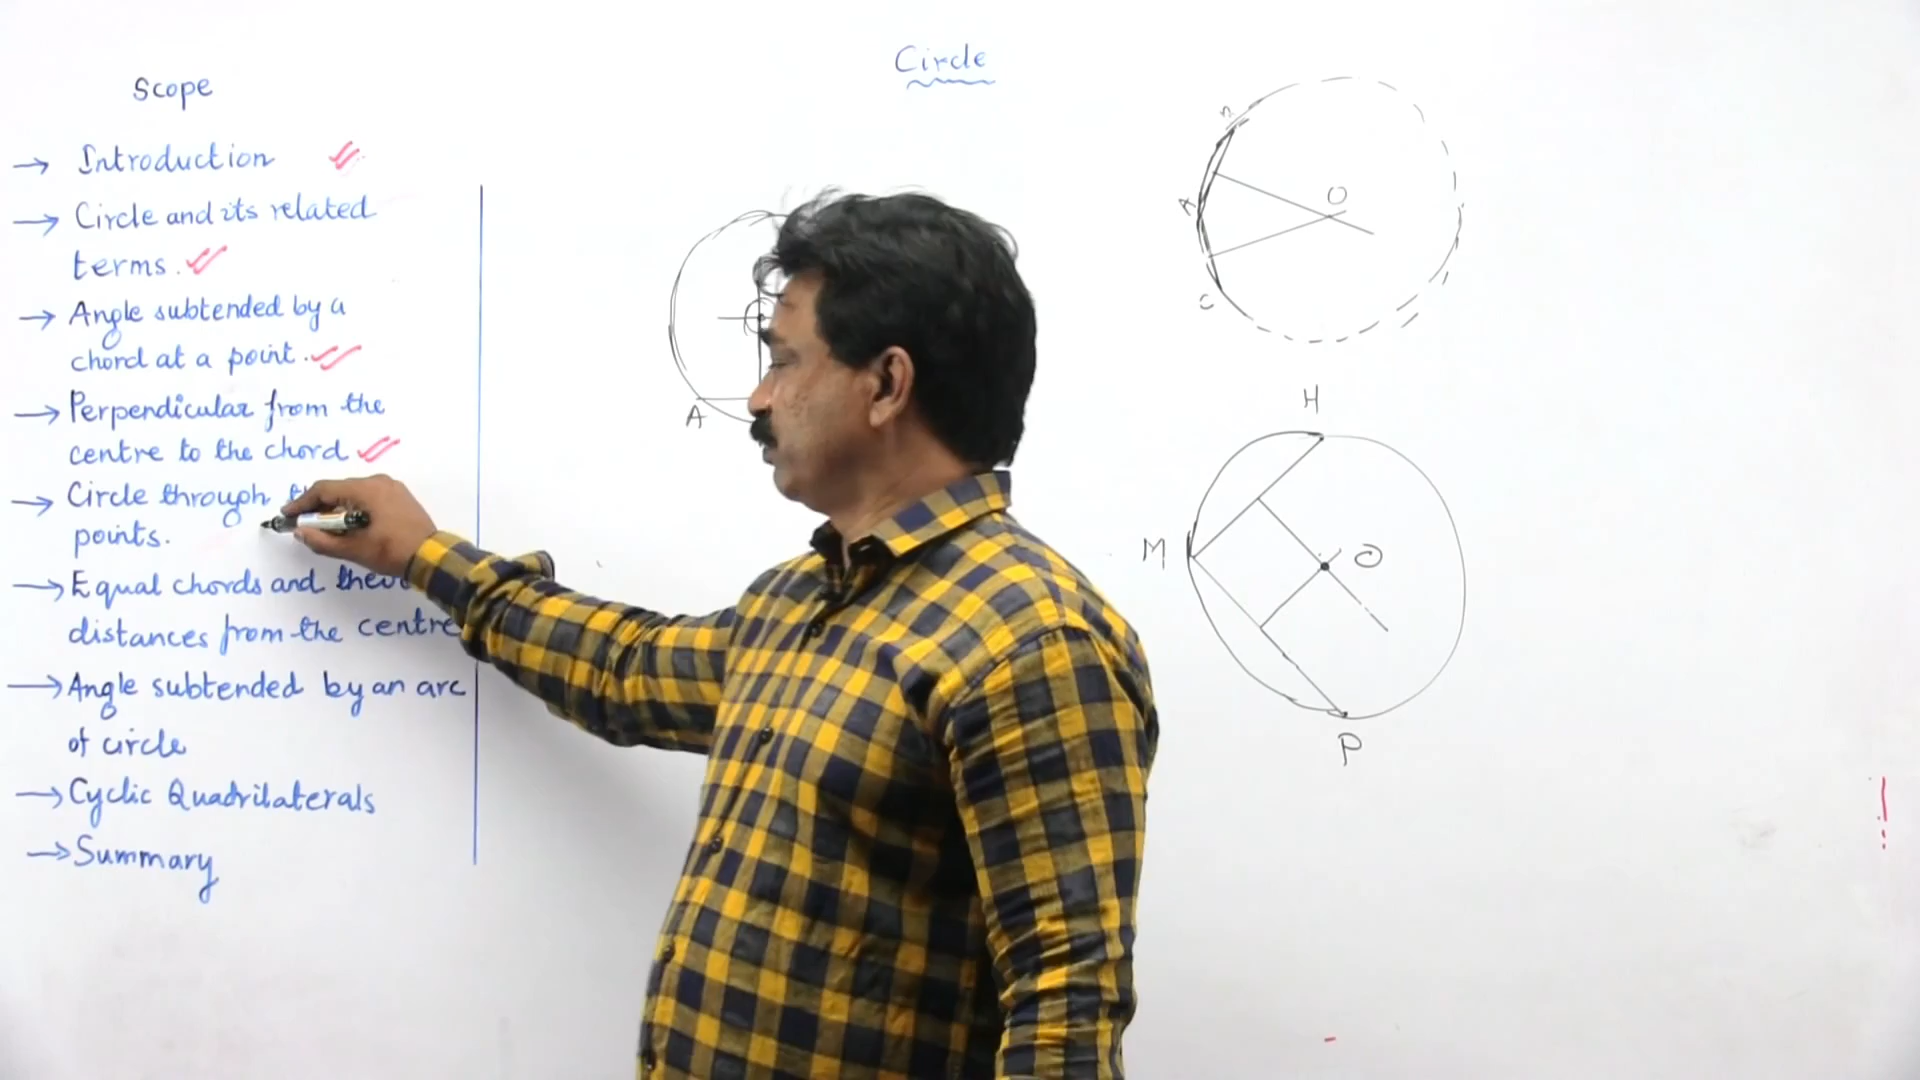 Circle
Scope
→ Introduction
→ Circle and its related
terms.
→ Angle subtended by a
chord at a point.
→ Perpendicular from the
centre to the chord
→ Circle through
points.
→ Equal chords and their
distances from the centre
→ Angle subtended by an arc
of circle
→ Cyclic Quadrilaterals
→ Summary
A
O
A
C
H
M
O
P